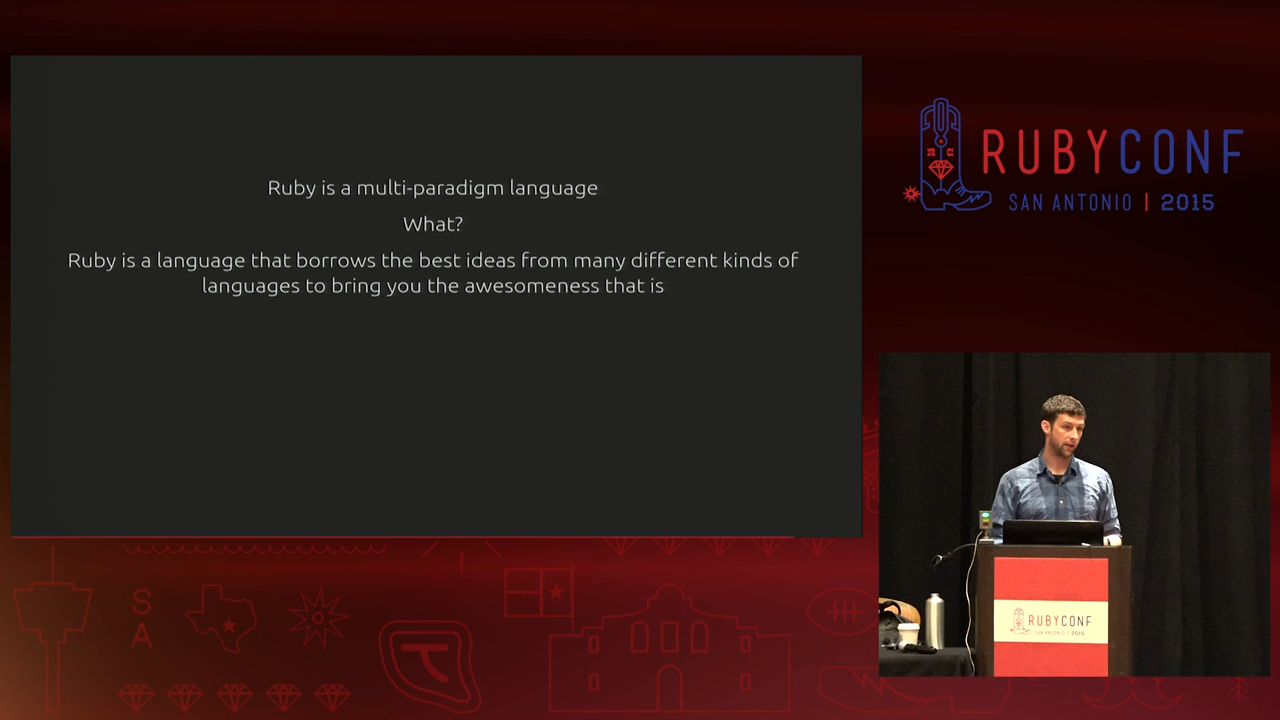 Ruby is a multi-paradigm language
What?
Ruby is a language that borrows the best ideas from many different kinds of
languages to bring you the awesomeness that is
RUBYCONF
SAN ANTONIO | 2015
S
A
RUBYCONF
SAN ANTONIO | 2015